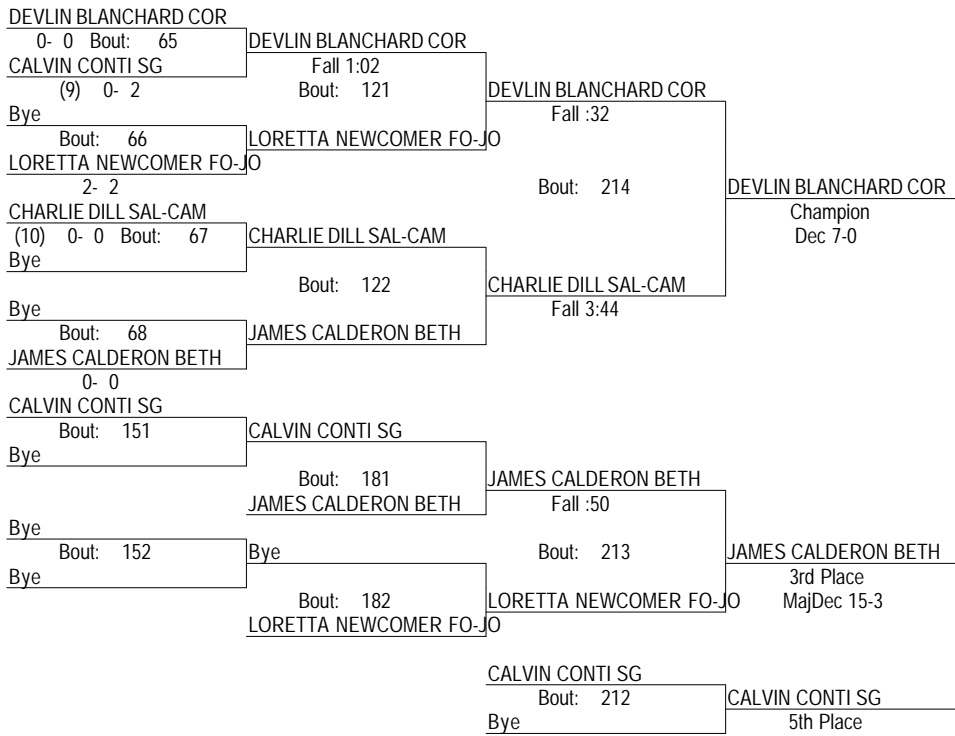 DEVLIN BLANCHARD COR
0- 0 Bout: 65
DEVLIN BLANCHARD COR
CALVIN CONTI SG
Fall 1:02
(9) 0- 2
Bout: 121
DEVLIN BLANCHARD COR
Bye
Fall :32
Bout: 66
LORETTA NEWCOMER FO-JO
LORETTA NEWCOMER FO-JO
2- 2
Bout: 214
DEVLIN BLANCHARD COR
CHARLIE DILL SAL-CAM
Champion
(10) 0- 0 Bout: 67
CHARLIE DILL SAL-CAM
Dec 7-0
Bye
Bout: 122
CHARLIE DILL SAL-CAM
Bye
Fall 3:44
Bout: 68
JAMES CALDERON BETH
JAMES CALDERON BETH
0- 0
CALVIN CONTI SG
Bout: 151
CALVIN CONTI SG
Bye
Bout: 181
JAMES CALDERON BETH
JAMES CALDERON BETH
Fall :50
Bye
Bout: 152
Bye
Bout: 213
JAMES CALDERON BETH
Bye
3rd Place
Bout: 182
LORETTA NEWCOMER FO-JO
MajDec 15-3
LORETTA NEWCOMER FO-JO
CALVIN CONTI SG
Bout: 212
CALVIN CONTI SG
Bye
5th Place